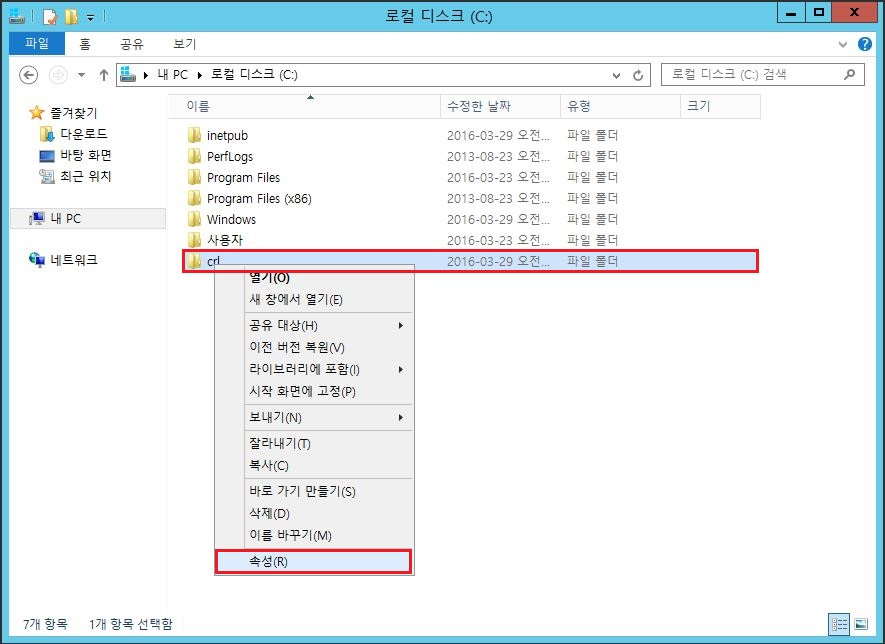 로컬 디스크 (C:)
파일 홈 공유 보기
내 PC 로컬 디스크 (C:) 로컬 디스크 (C:) 검색
즐겨찾기
다운로드
바탕 화면
최근 위치
내 PC
네트워크
이름 수정한 날짜 유형 크기
inetpub 2016-03-29 오전... 파일 폴더
PerfLogs 2013-08-23 오전... 파일 폴더
Program Files 2016-03-23 오전... 파일 폴더
Program Files (x86) 2013-08-23 오전... 파일 폴더
Windows 2016-03-29 오전... 파일 폴더
사용자 2016-03-23 오전... 파일 폴더
crl 2016-03-29 오전... 파일 폴더
열기(O)
새 창에서 열기(E)
공유 대상(H)
이전 버전 복원(V)
라이브러리에 포함(I)
시작 화면에 고정(P)
보내기(N)
잘라내기(T)
복사(C)
바로 가기 만들기(S)
삭제(D)
이름 바꾸기(M)
속성(R)
7개 항목 1개 항목 선택함